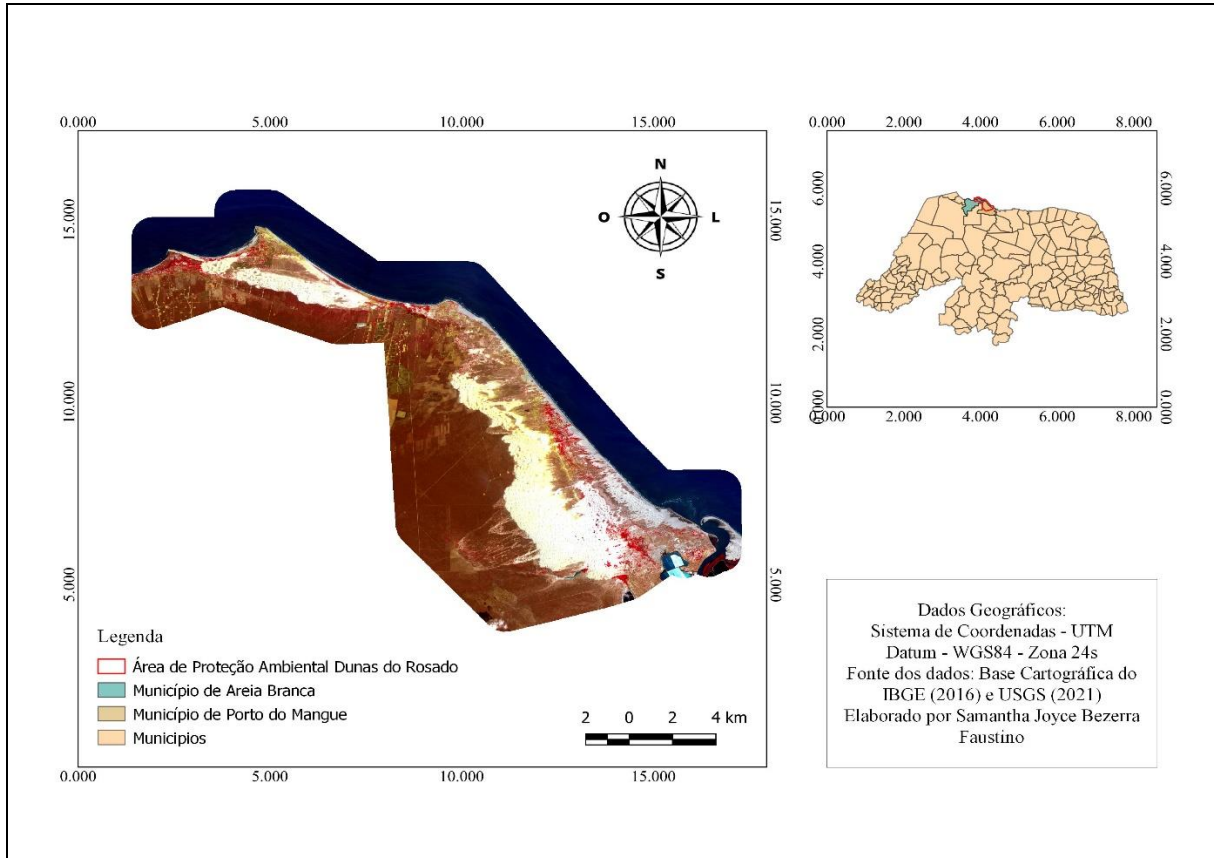 0.000 5.000 10.000 15.000
0.000 2.000 4.000 6.000 8.000
15.000
10.000
5.000
N
O L
S
15.000
10.000
5.000
6.000
4.000
2.000
0.000
6.000
4.000
2.000
0.000
0.000 2.000 4.000 6.000 8.000
Legenda
Área de Proteção Ambiental Dunas do Rosado
Município de Areia Branca
Município de Porto do Mangue
Municipios
2 0 2 4 km
0.000 5.000 10.000 15.000
Dados Geográficos:
Sistema de Coordenadas - UTM
Datum - WGS84 - Zona 24s
Fonte dos dados: Base Cartográfica do
IBGE (2016) e USGS (2021)
Elaborado por Samantha Joyce Bezerra
Faustino